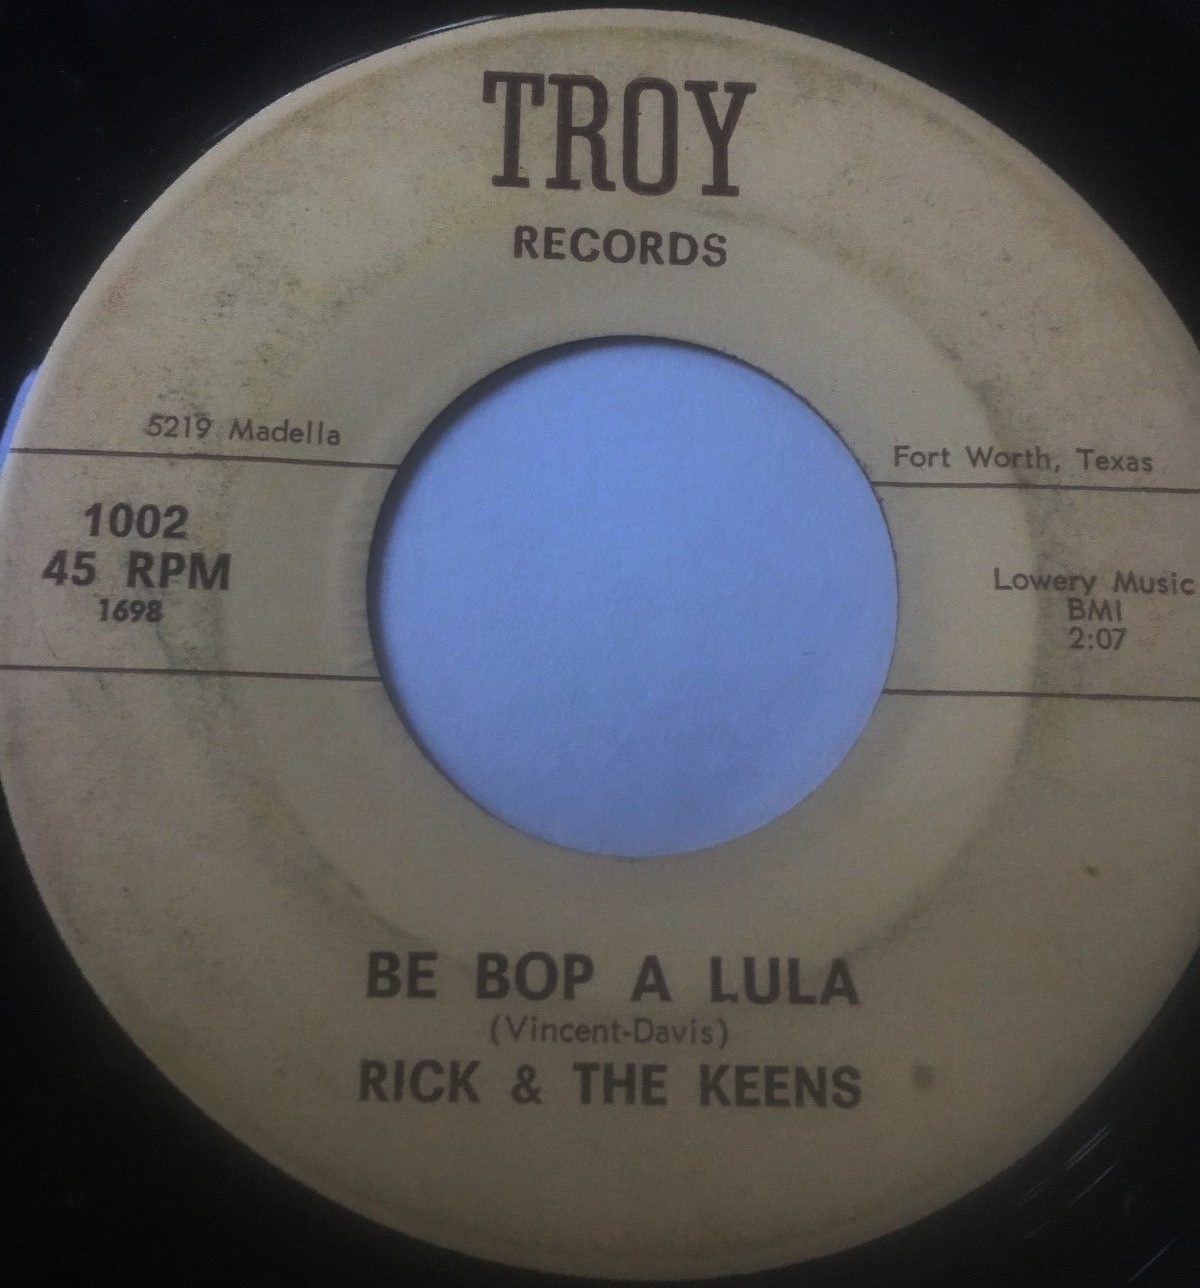 TROY
RECORDS
5219 Madella
Fort Worth, Texas
1002
45 RPM
1698
Lowery Music
BMI
2:07
BE BOP A LULA
(Vincent-Davis)
RICK & THE KEENS